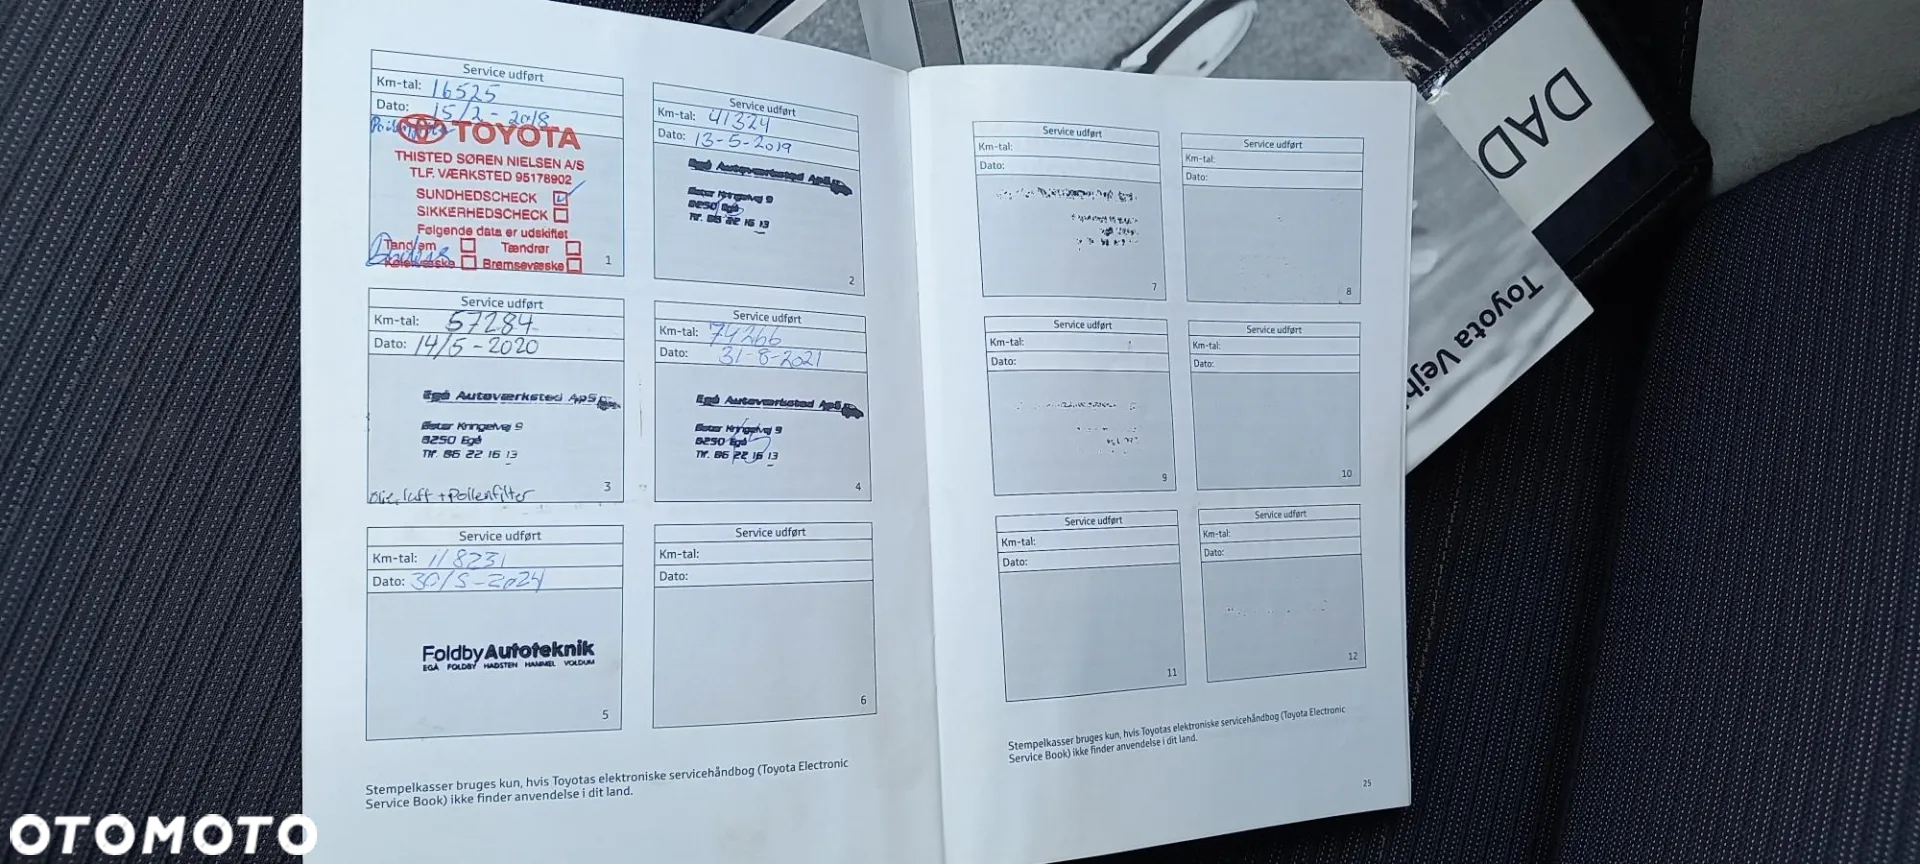 Service udført
Km-tal: 16525
Dato: 15/2-2018
TOYOTA
THISTED SØREN NIELSEN A/S
TLF. VÆRKSTED 95178902
SUNDHEDSCHECK
SIKKERHEDSCHECK
Følgende data er udskiftet
Tand/em Tændrør
Kølervæske Bremsevæske
1
Service udført
Km-tal: 41324
Dato: 13-5-2019
Egå Autoværksted ApS
Øster Kringelvej 9
8250 Egå
Tlf. 86 22 16 13
2
Service udført
Km-tal: 57284
Dato: 14/5-2020
Egå Autoværksted ApS
Øster Kringelvej 9
8250 Egå
Tlf. 86 22 16 13
olie, luft + Pollenfilter
3
Service udført
Km-tal: 74266
Dato: 31-8-2021
Egå Autoværksted ApS
Øster Kringelvej 9
8250 Egå
Tlf. 86 22 16 13
4
Service udført
Km-tal: 118231
Dato: 30/5-2024
FoldbyAutoteknik
EGÅ FOLDBY HADSTEN HAMMEL VOLDUM
5
Service udført
Km-tal:
Dato:
6
Stempelkasser bruges kun, hvis Toyotas elektroniske servicehåndbog (Toyota Electronic
Service Book) ikke finder anvendelse i dit land.
Service udført
Km-tal:
Dato:
7
Service udført
Km-tal:
Dato:
8
Service udført
Km-tal:
Dato:
9
Service udført
Km-tal:
Dato:
10
Service udført
Km-tal:
Dato:
11
Service udført
Km-tal:
Dato:
12
Stempelkasser bruges kun, hvis Toyotas elektroniske servicehåndbog (Toyota Electronic
Service Book) ikke finder anvendelse i dit land.
25
DAD
Toyota Vejh
OTOMOTO